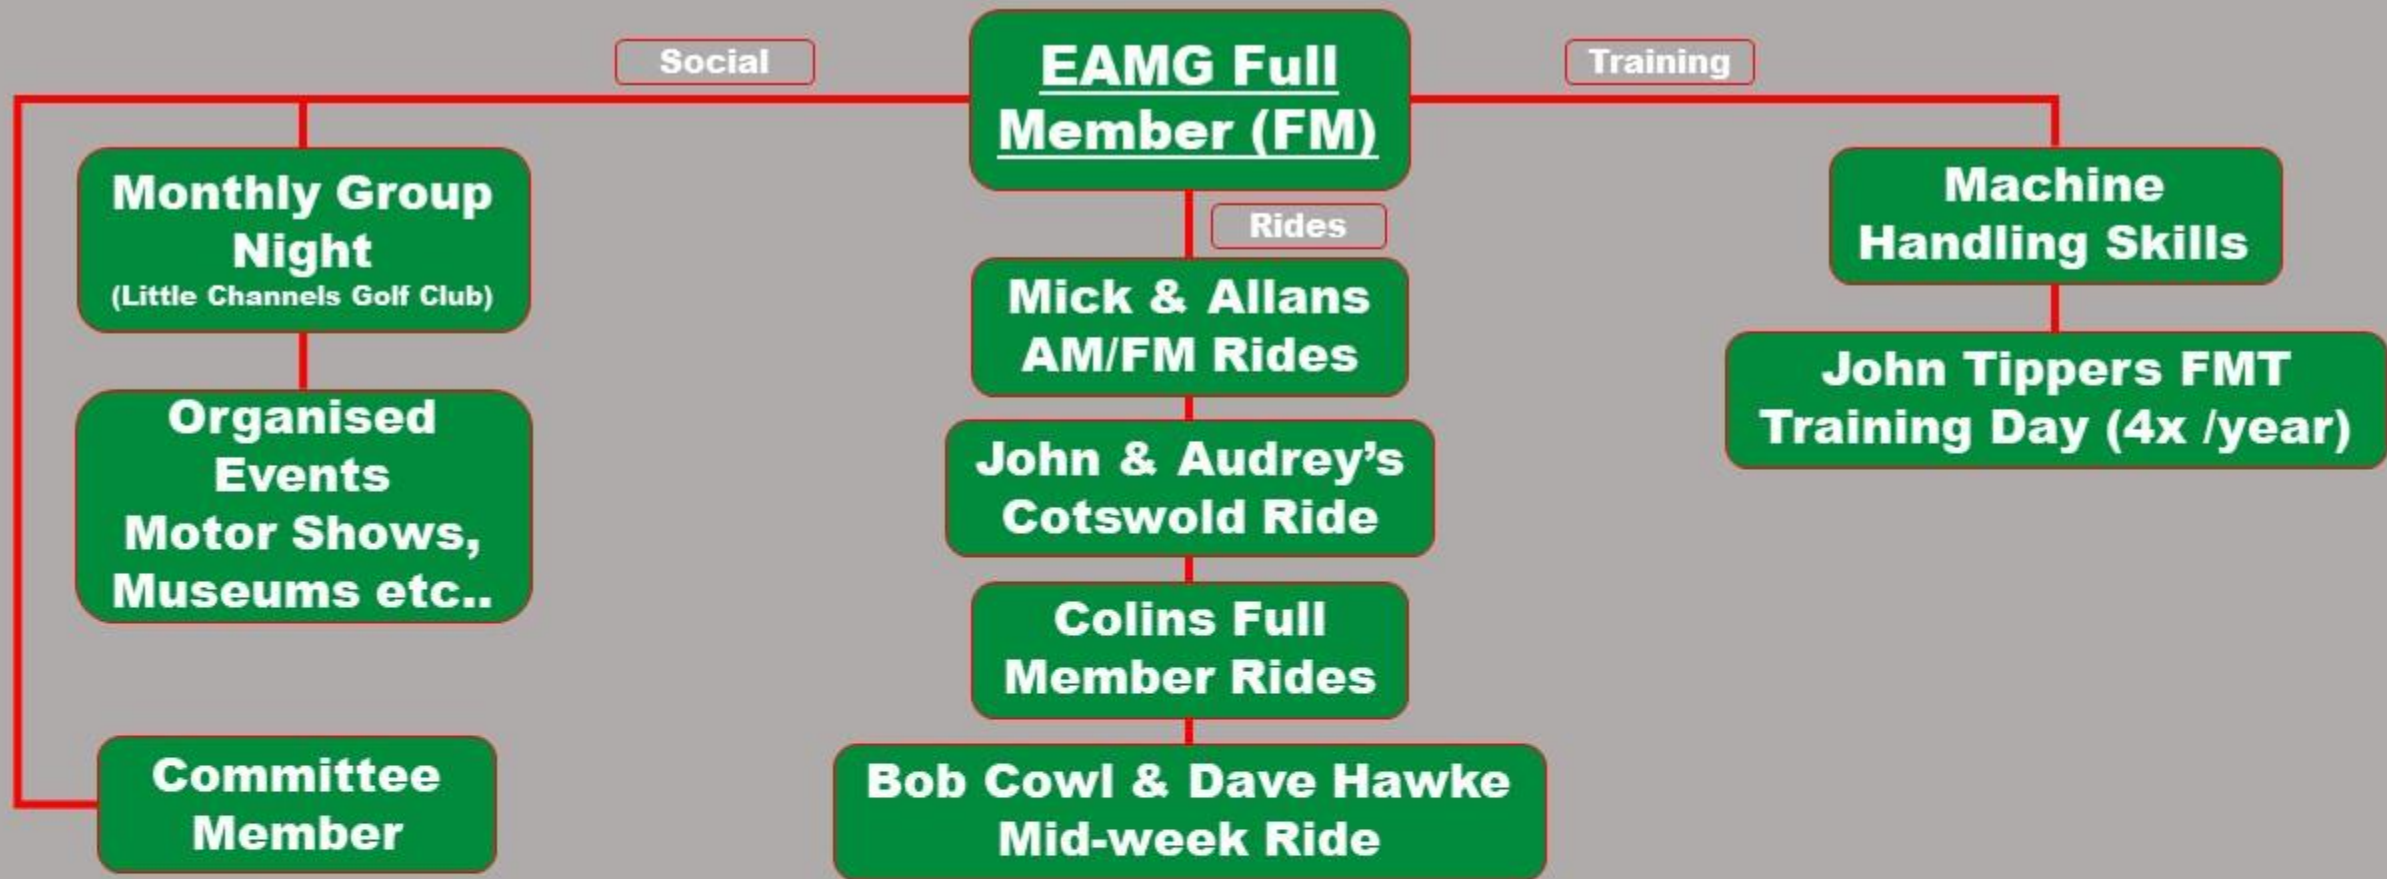 Social
EAMG Full
Member (FM)
Training
Monthly Group
Night
(Little Channels Golf Club)
Organised
Events
Motor Shows,
Museums etc..
Committee
Member
Rides
Mick & Allans
AM/FM Rides
John & Audrey’s
Cotswold Ride
Colins Full
Member Rides
Bob Cowl & Dave Hawke
Mid-week Ride
Machine
Handling Skills
John Tippers FMT
Training Day (4x /year)